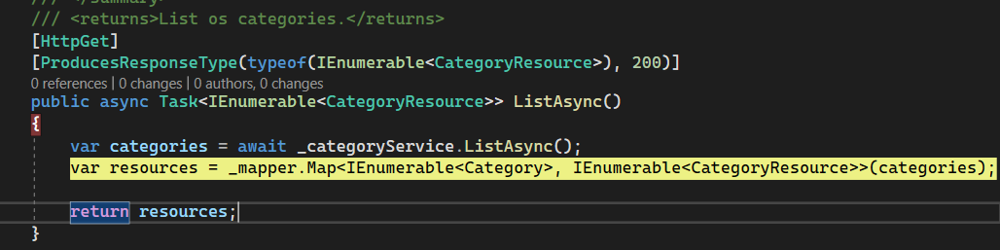 /// </summary>
/// <returns>List os categories.</returns>
[HttpGet]
[ProducesResponseType(typeof(IEnumerable<CategoryResource>), 200)]
0 references | 0 changes | 0 authors, 0 changes
public async Task<IEnumerable<CategoryResource>> ListAsync()
{
var categories = await _categoryService.ListAsync();
var resources = _mapper.Map<IEnumerable<Category>, IEnumerable<CategoryResource>>(categories);
return resources;
}